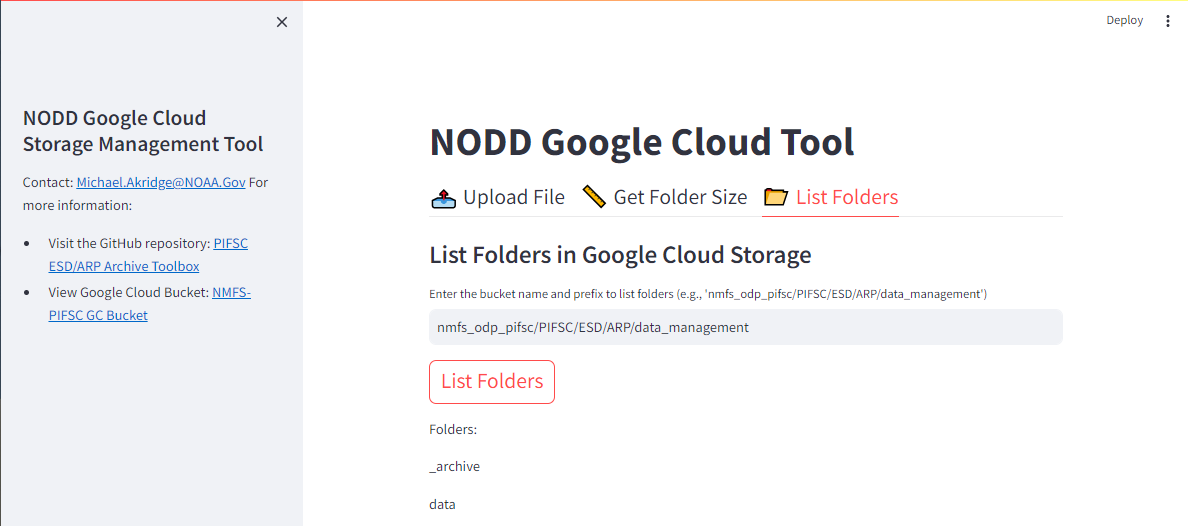 NODD Google Cloud
Storage Management Tool
Contact: Michael.Akridge@NOAA.Gov For
more information:
• Visit the GitHub repository: PIFSC
ESD/ARP Archive Toolbox
• View Google Cloud Bucket: NMFS-
PIFSC GC Bucket
Deploy
NODD Google Cloud Tool
Upload File Get Folder Size List Folders
List Folders in Google Cloud Storage
Enter the bucket name and prefix to list folders (e.g., 'nmfs_odp_pifsc/PIFSC/ESD/ARP/data_management')
nmfs_odp_pifsc/PIFSC/ESD/ARP/data_management
List Folders
Folders:
_archive
data